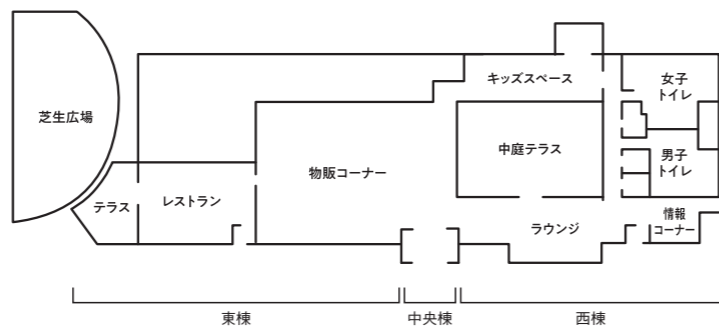 キッズスペース
女子
トイレ
芝生広場
中庭テラス
物販コーナー
男子
トイレ
テラス
レストラン
ラウンジ
情報
コーナー
東棟
中央棟
西棟